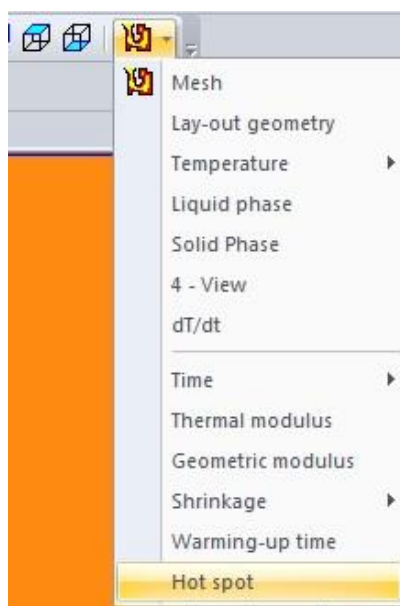 Mesh
Lay-out geometry
Temperature
Liquid phase
Solid Phase
4 - View
dT/dt
Time
Thermal modulus
Geometric modulus
Shrinkage
Warming-up time
Hot spot